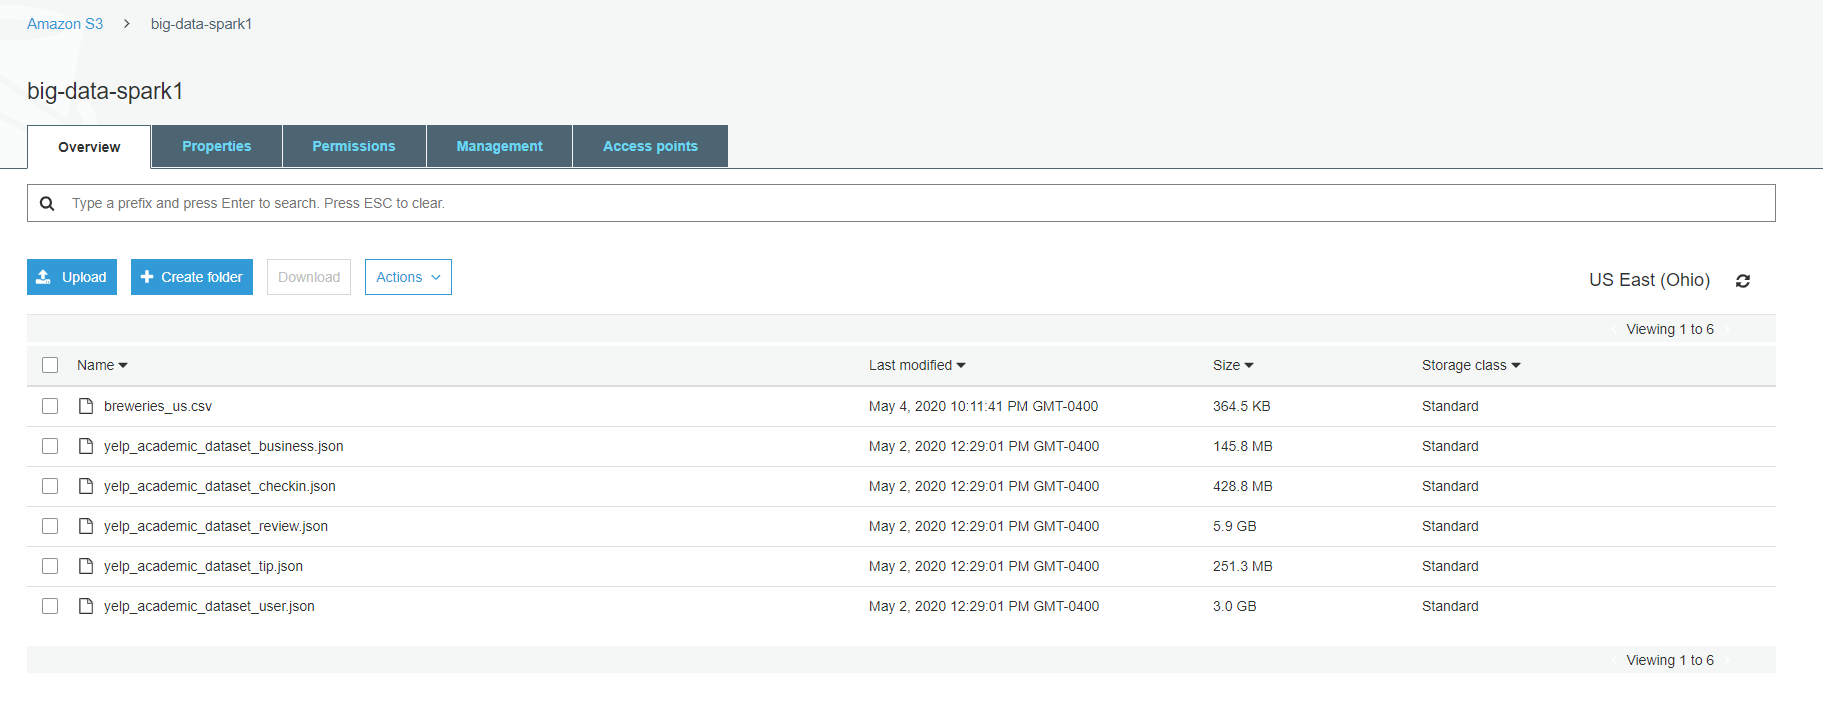 Amazon S3 > big-data-spark1
big-data-spark1
Overview Properties Permissions Management Access points
Type a prefix and press Enter to search. Press ESC to clear.
Upload Create folder Download Actions US East (Ohio)
Viewing 1 to 6
Name Last modified Size Storage class
breweries_us.csv May 4, 2020 10:11:41 PM GMT-0400 364.5 KB Standard
yelp_academic_dataset_business.json May 2, 2020 12:29:01 PM GMT-0400 145.8 MB Standard
yelp_academic_dataset_checkin.json May 2, 2020 12:29:01 PM GMT-0400 428.8 MB Standard
yelp_academic_dataset_review.json May 2, 2020 12:29:01 PM GMT-0400 5.9 GB Standard
yelp_academic_dataset_tip.json May 2, 2020 12:29:01 PM GMT-0400 251.3 MB Standard
yelp_academic_dataset_user.json May 2, 2020 12:29:01 PM GMT-0400 3.0 GB Standard
Viewing 1 to 6